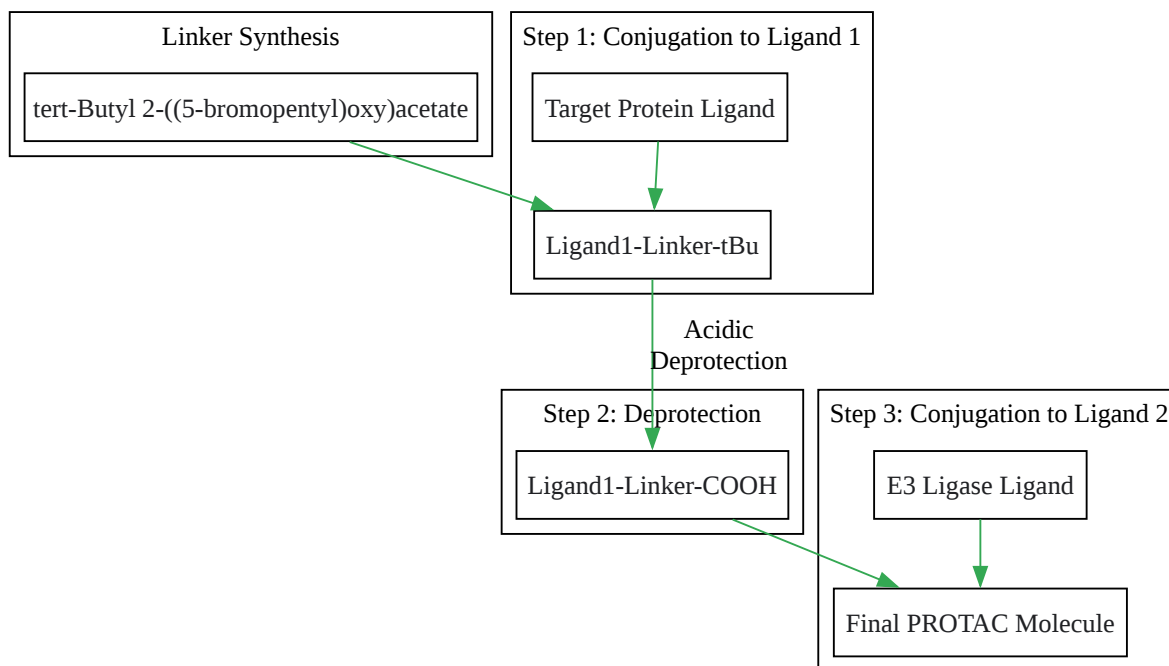 Linker Synthesis
tert-Butyl 2-((5-bromopentyl)oxy)acetate
Step 1: Conjugation to Ligand 1
Target Protein Ligand
Ligand1-Linker-tBu
Acidic
Deprotection
Step 2: Deprotection
Ligand1-Linker-COOH
Step 3: Conjugation to Ligand 2
E3 Ligase Ligand
Final PROTAC Molecule